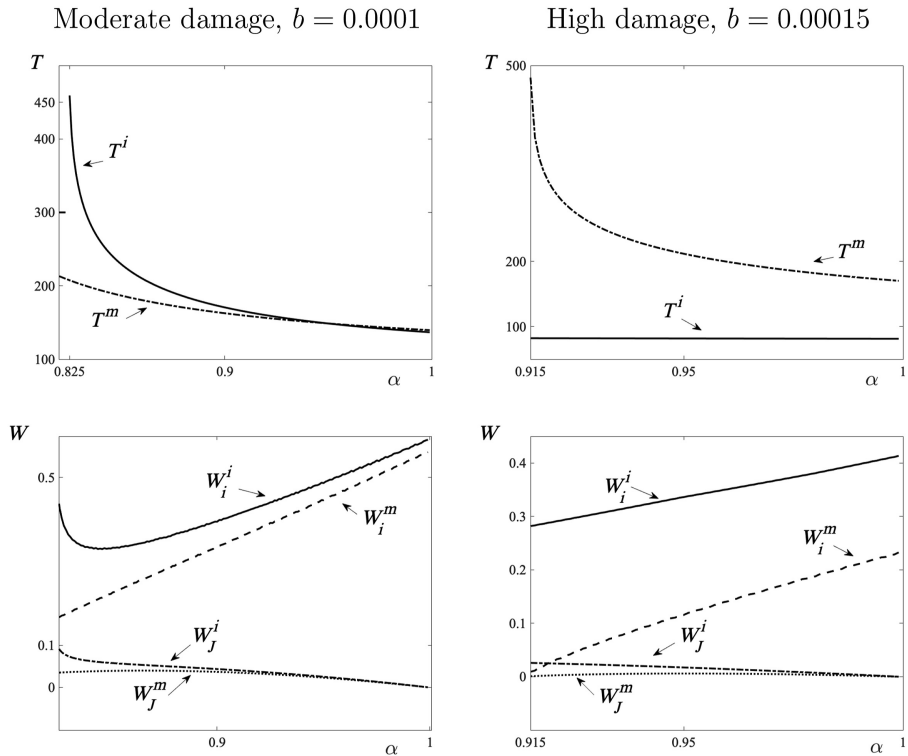 Moderate damage, b = 0.0001
High damage, b = 0.00015
T
450
400
300
200
100
T^i
T^m
0.825
0.9
α
1
T
500
200
100
T^m
T^i
0.915
0.95
α
1
W
0.5
0.1
0
W_i^i
W_i^m
W_J^i
W_J^m
0.9
α
1
W
0.4
0.3
0.2
0.1
0
W_i^i
W_i^m
W_J^i
W_J^m
0.915
0.95
α
1